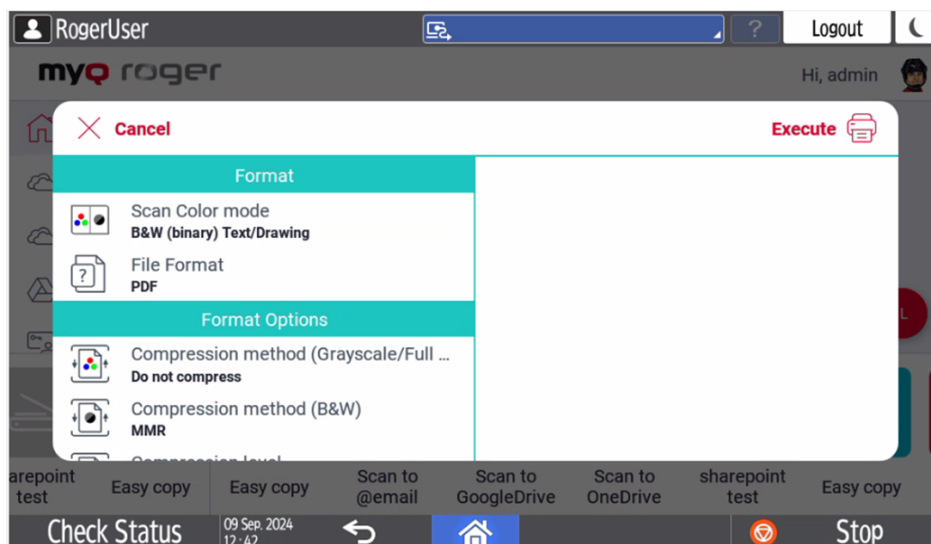 RogerUser
?
Logout
myQ roger
Hi, admin
Cancel
Execute
Format
Scan Color mode
B&W (binary) Text/Drawing
?
File Format
PDF
Format Options
L
Compression method (Grayscale/Full ...
Do not compress
Compression method (B&W)
MMR
Compression level
arepoint
test
Easy copy
Easy copy
Scan to
@email
Scan to
GoogleDrive
Scan to
OneDrive
sharepoint
test
Easy copy
Check Status
09 Sep. 2024
12:42
Stop